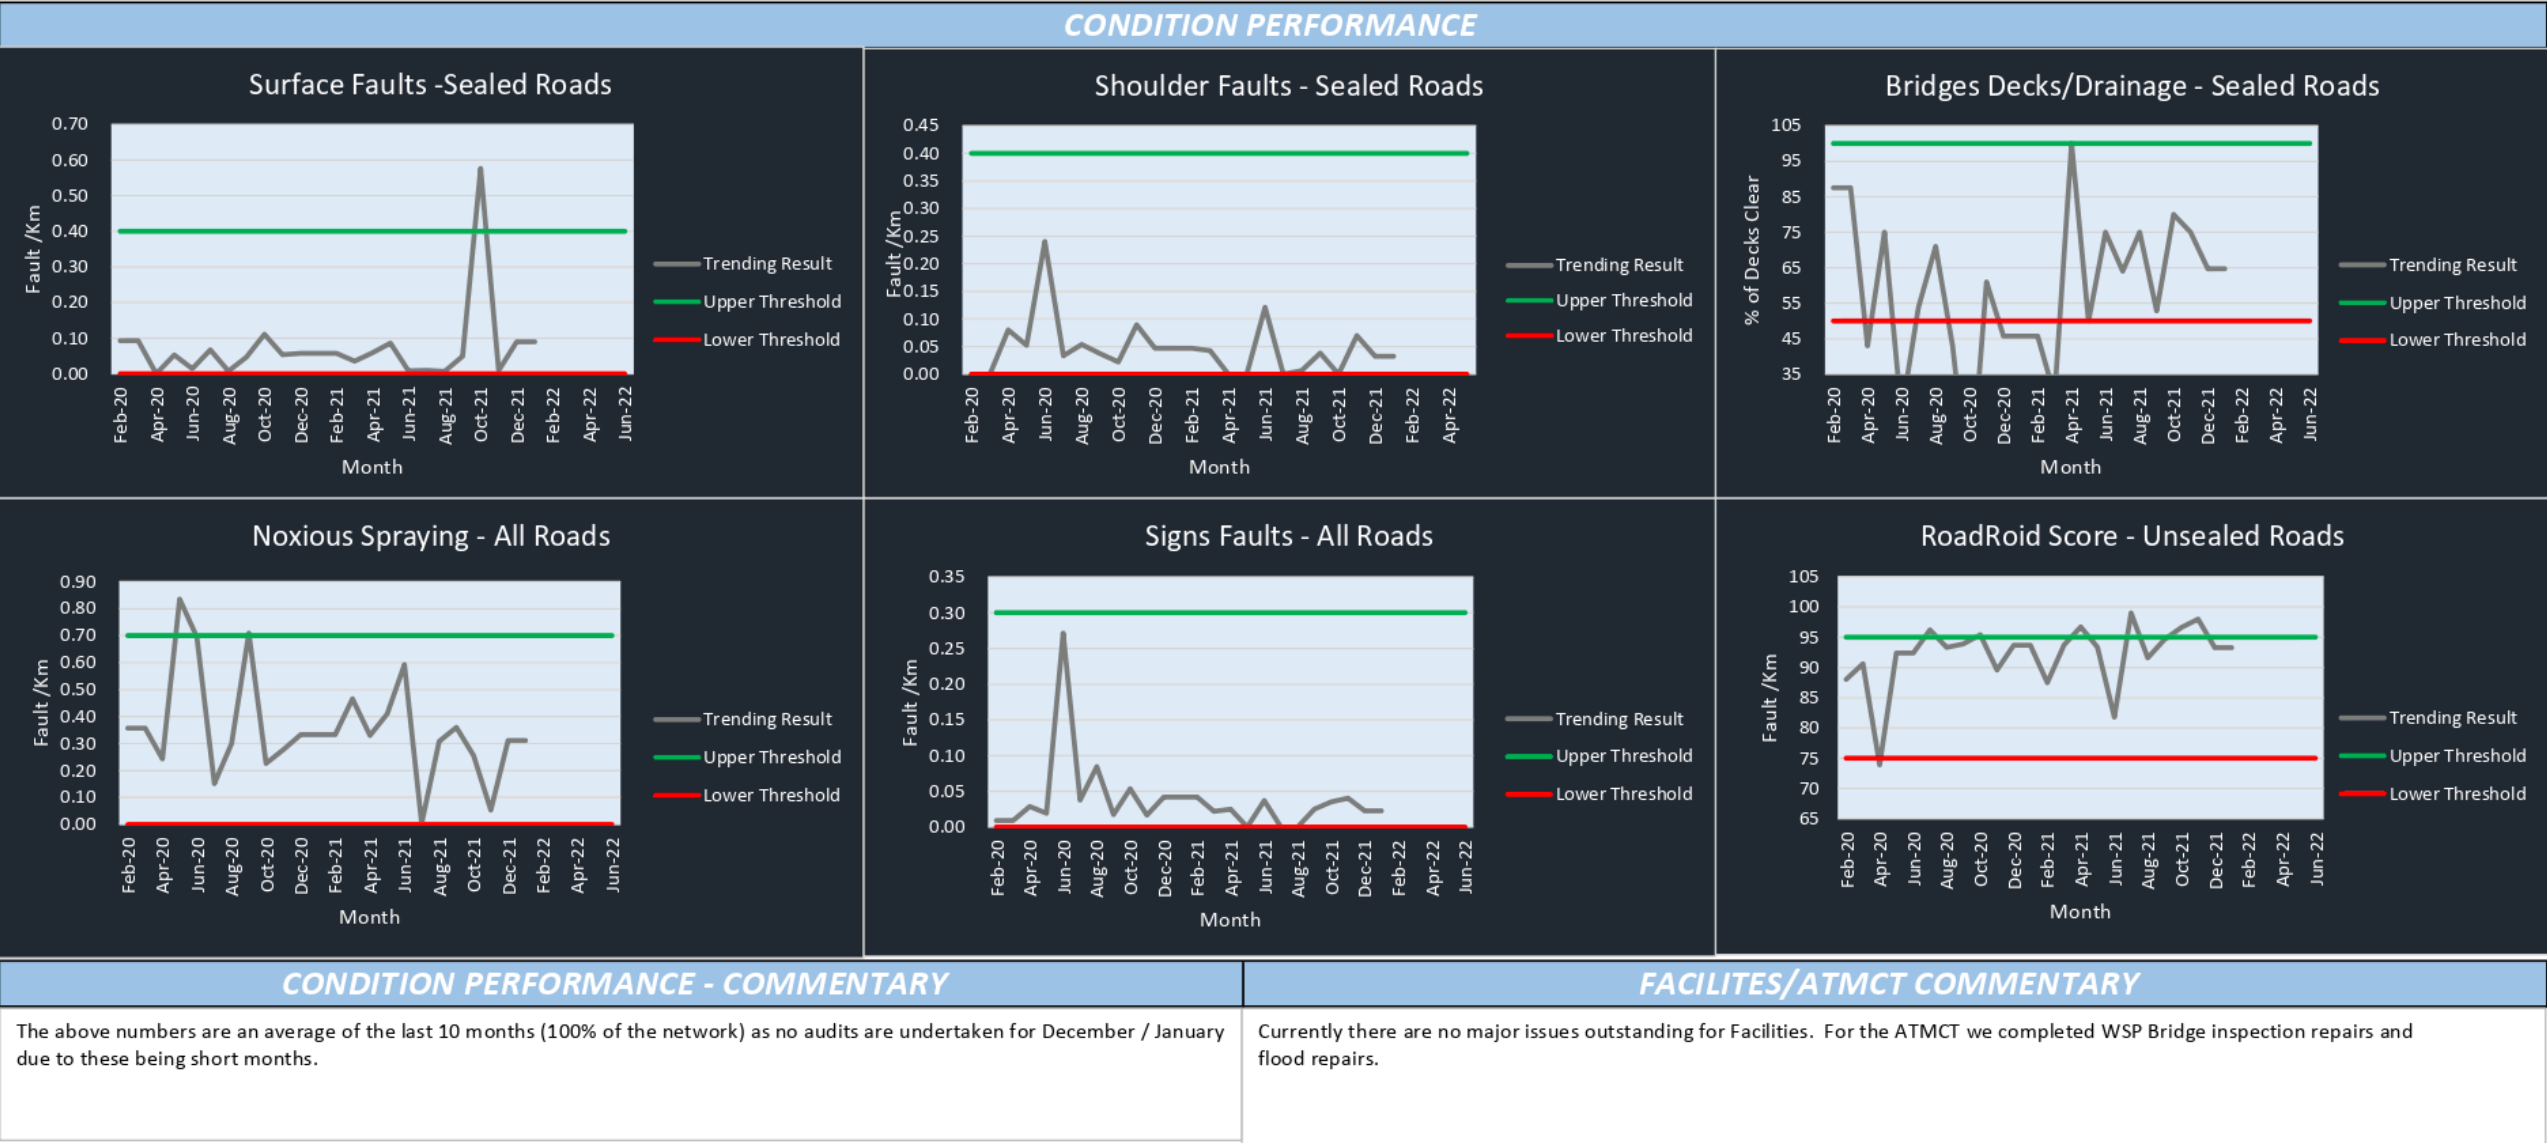 CONDITION PERFORMANCE
Surface Faults -Sealed Roads
0.70
0.60
0.50
0.40
0.30
0.20
0.10
0.00
Fault /Km
Feb-20
Apr-20
Jun-20
Aug-20
Oct-20
Dec-20
Feb-21
Apr-21
Jun-21
Aug-21
Oct-21
Dec-21
Feb-22
Apr-22
Jun-22
Month
Trending Result
Upper Threshold
Lower Threshold
Shoulder Faults - Sealed Roads
0.45
0.40
0.35
0.30
0.25
0.20
0.15
0.10
0.05
0.00
Fault /Km
Feb-20
Apr-20
Jun-20
Aug-20
Oct-20
Dec-20
Feb-21
Apr-21
Jun-21
Aug-21
Oct-21
Dec-21
Feb-22
Apr-22
Month
Trending Result
Upper Threshold
Lower Threshold
Bridges Decks/Drainage - Sealed Roads
105
95
85
75
65
55
45
35
% of Decks Clear
Feb-20
Apr-20
Jun-20
Aug-20
Oct-20
Dec-20
Feb-21
Apr-21
Jun-21
Aug-21
Oct-21
Dec-21
Feb-22
Apr-22
Jun-22
Month
Trending Result
Upper Threshold
Lower Threshold
Noxious Spraying - All Roads
0.90
0.80
0.70
0.60
0.50
0.40
0.30
0.20
0.10
0.00
Fault /Km
Feb-20
Apr-20
Jun-20
Aug-20
Oct-20
Dec-20
Feb-21
Apr-21
Jun-21
Aug-21
Oct-21
Dec-21
Feb-22
Apr-22
Jun-22
Month
Trending Result
Upper Threshold
Lower Threshold
Signs Faults - All Roads
0.35
0.30
0.25
0.20
0.15
0.10
0.05
0.00
Fault /Km
Feb-20
Apr-20
Jun-20
Aug-20
Oct-20
Dec-20
Feb-21
Apr-21
Jun-21
Aug-21
Oct-21
Dec-21
Feb-22
Apr-22
Jun-22
Month
Trending Result
Upper Threshold
Lower Threshold
RoadRoid Score - Unsealed Roads
105
100
95
90
85
80
75
70
65
Fault /Km
Feb-20
Apr-20
Jun-20
Aug-20
Oct-20
Dec-20
Feb-21
Apr-21
Jun-21
Aug-21
Oct-21
Dec-21
Feb-22
Apr-22
Jun-22
Month
Trending Result
Upper Threshold
Lower Threshold
CONDITION PERFORMANCE - COMMENTARY
The above numbers are an average of the last 10 months (100% of the network) as no audits are undertaken for December / January
due to these being short months.
FACILITES/ATMCT COMMENTARY
Currently there are no major issues outstanding for Facilities.  For the ATMCT we completed WSP Bridge inspection repairs and
flood repairs.